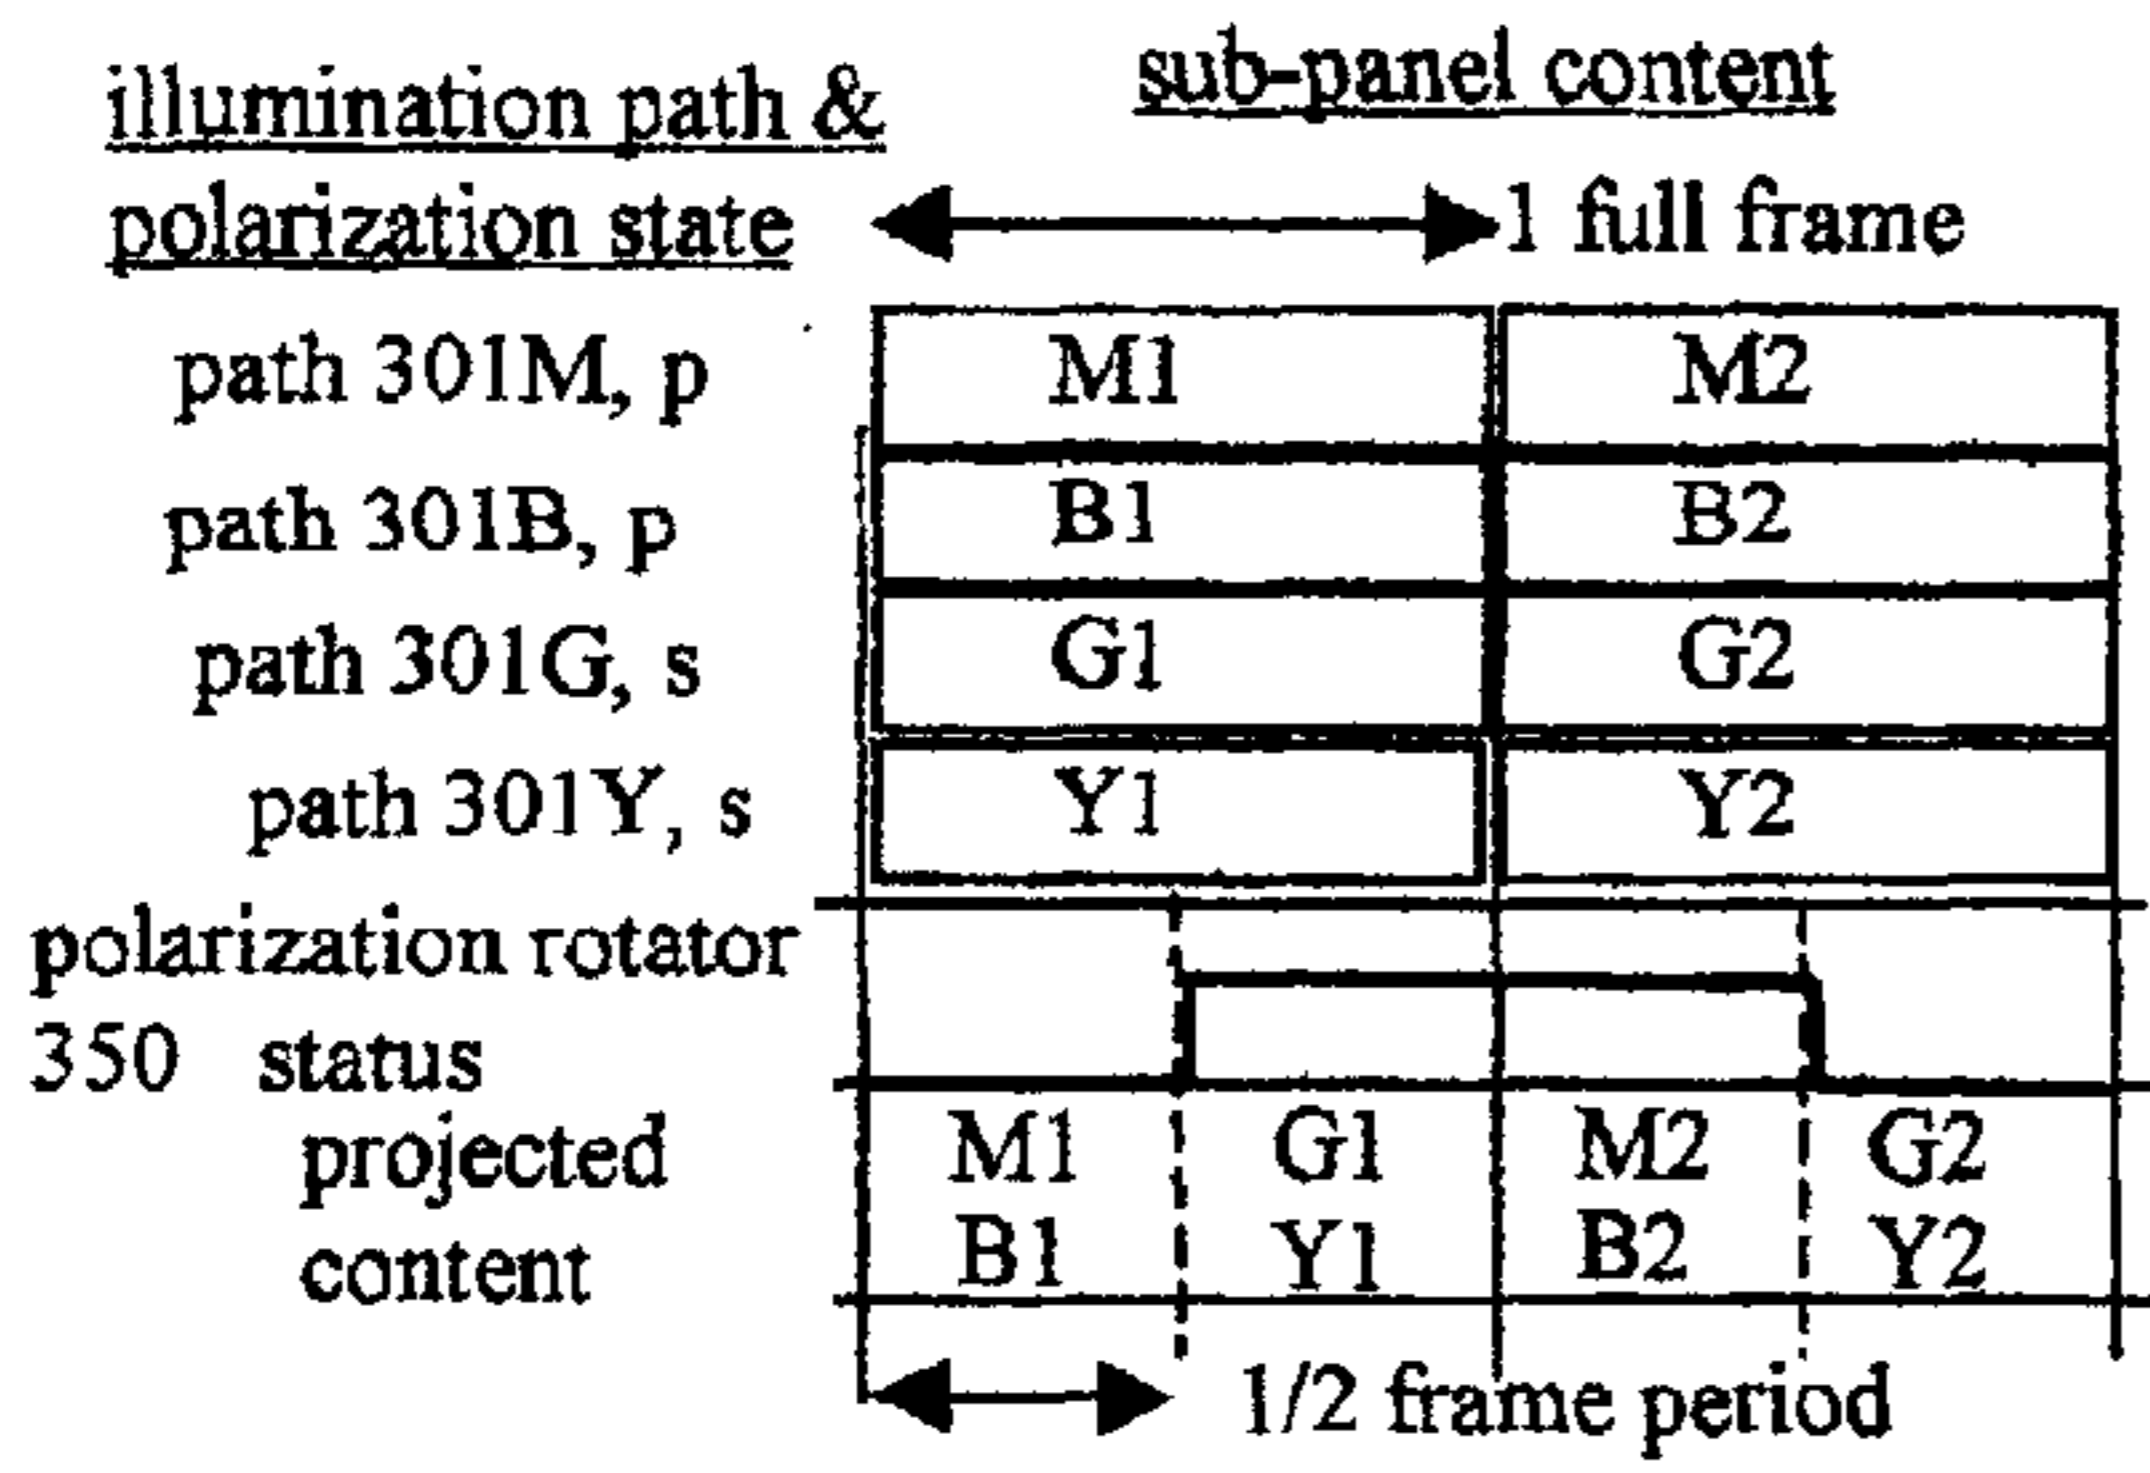 illumination path &
polarization state
sub-panel content
1 full frame
path 301M, p
M1 M2
path 301B, p
B1 B2
path 301G, s
G1 G2
path 301Y, s
Y1 Y2
polarization rotator
350 status
projected
content
M1 G1 M2 G2
B1 Y1 B2 Y2
1/2 frame period